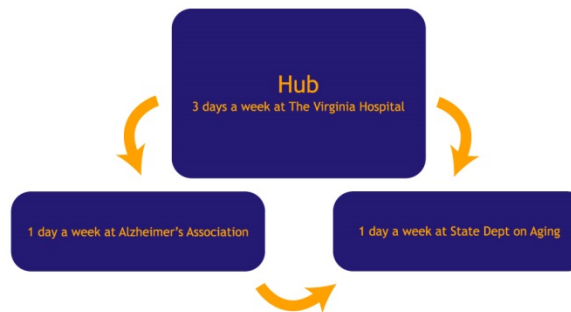 Hub
3 days a week at The Virginia Hospital
1 day a week at Alzheimer's Association
1 day a week at State Dept on Aging